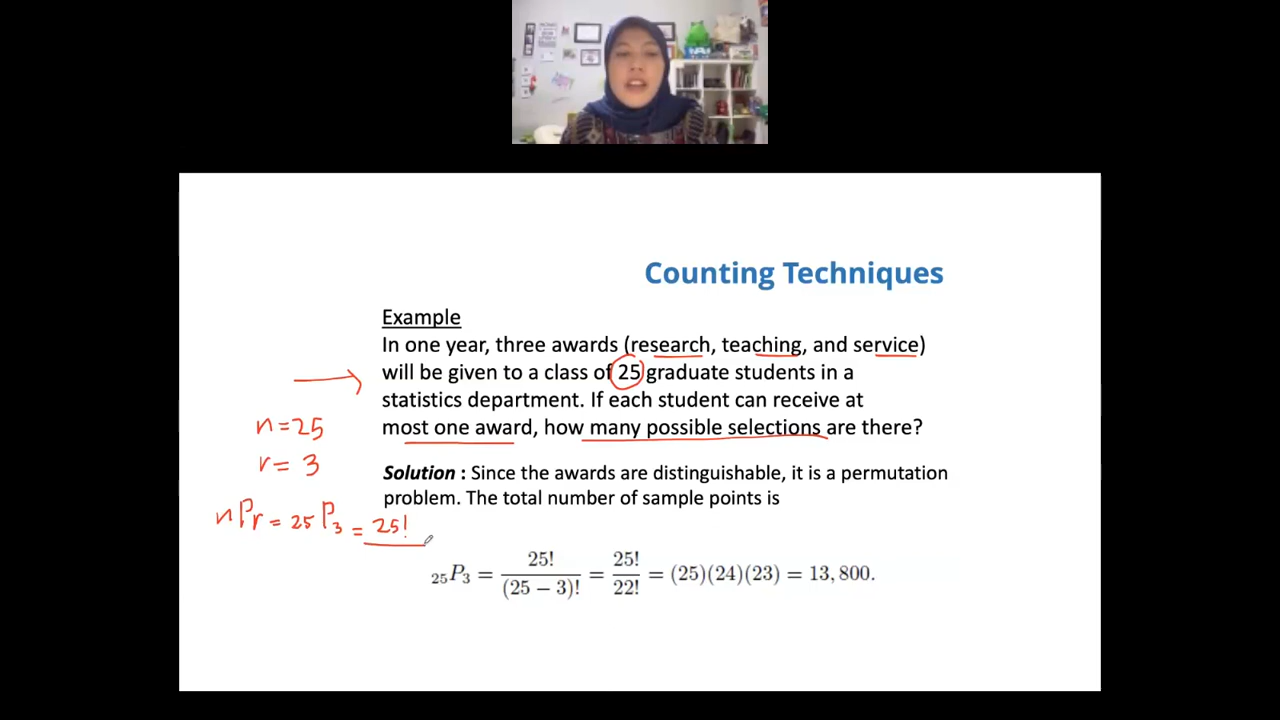 Counting Techniques
Example
In one year, three awards (research, teaching, and service)
will be given to a class of 25 graduate students in a
statistics department. If each student can receive at
most one award, how many possible selections are there?
n = 25
r = 3
Solution : Since the awards are distinguishable, it is a permutation
problem. The total number of sample points is
nPr = 25 P3 = 25!
₂₅P₃ = 25!/(25 − 3)! = 25!/22! = (25)(24)(23) = 13,800.